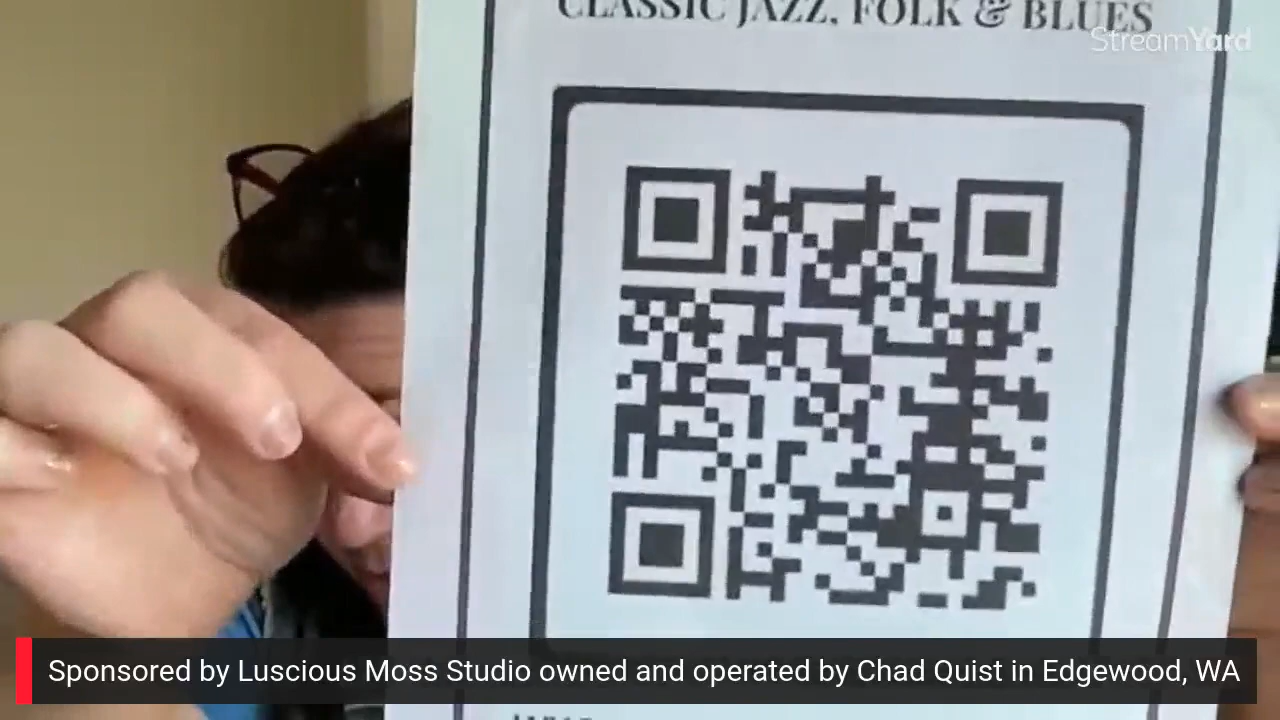 CLASSIC JAZZ, FOLK & BLUES
StreamYard
Sponsored by Luscious Moss Studio owned and operated by Chad Quist in Edgewood, WA